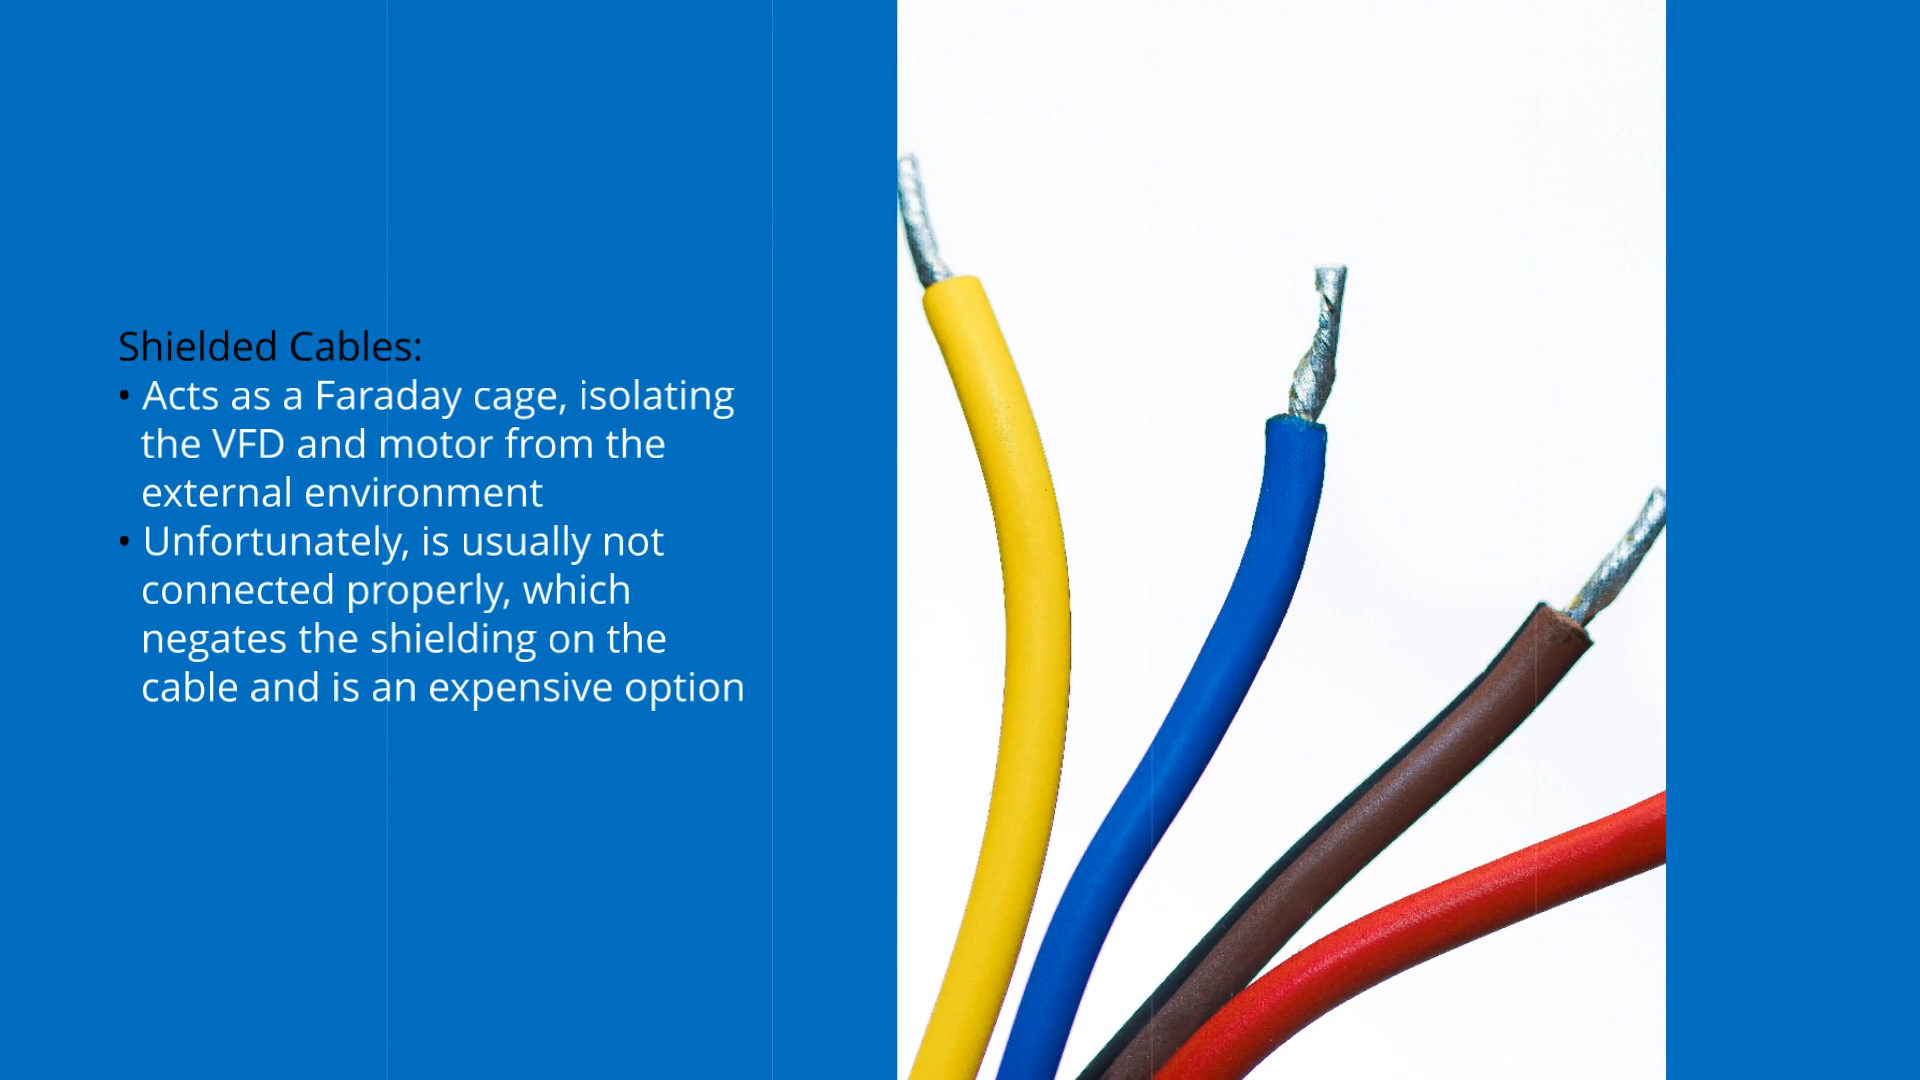 Shielded Cables:
• Acts as a Faraday cage, isolating
the VFD and motor from the
external environment
• Unfortunately, is usually not
connected properly, which
negates the shielding on the
cable and is an expensive option